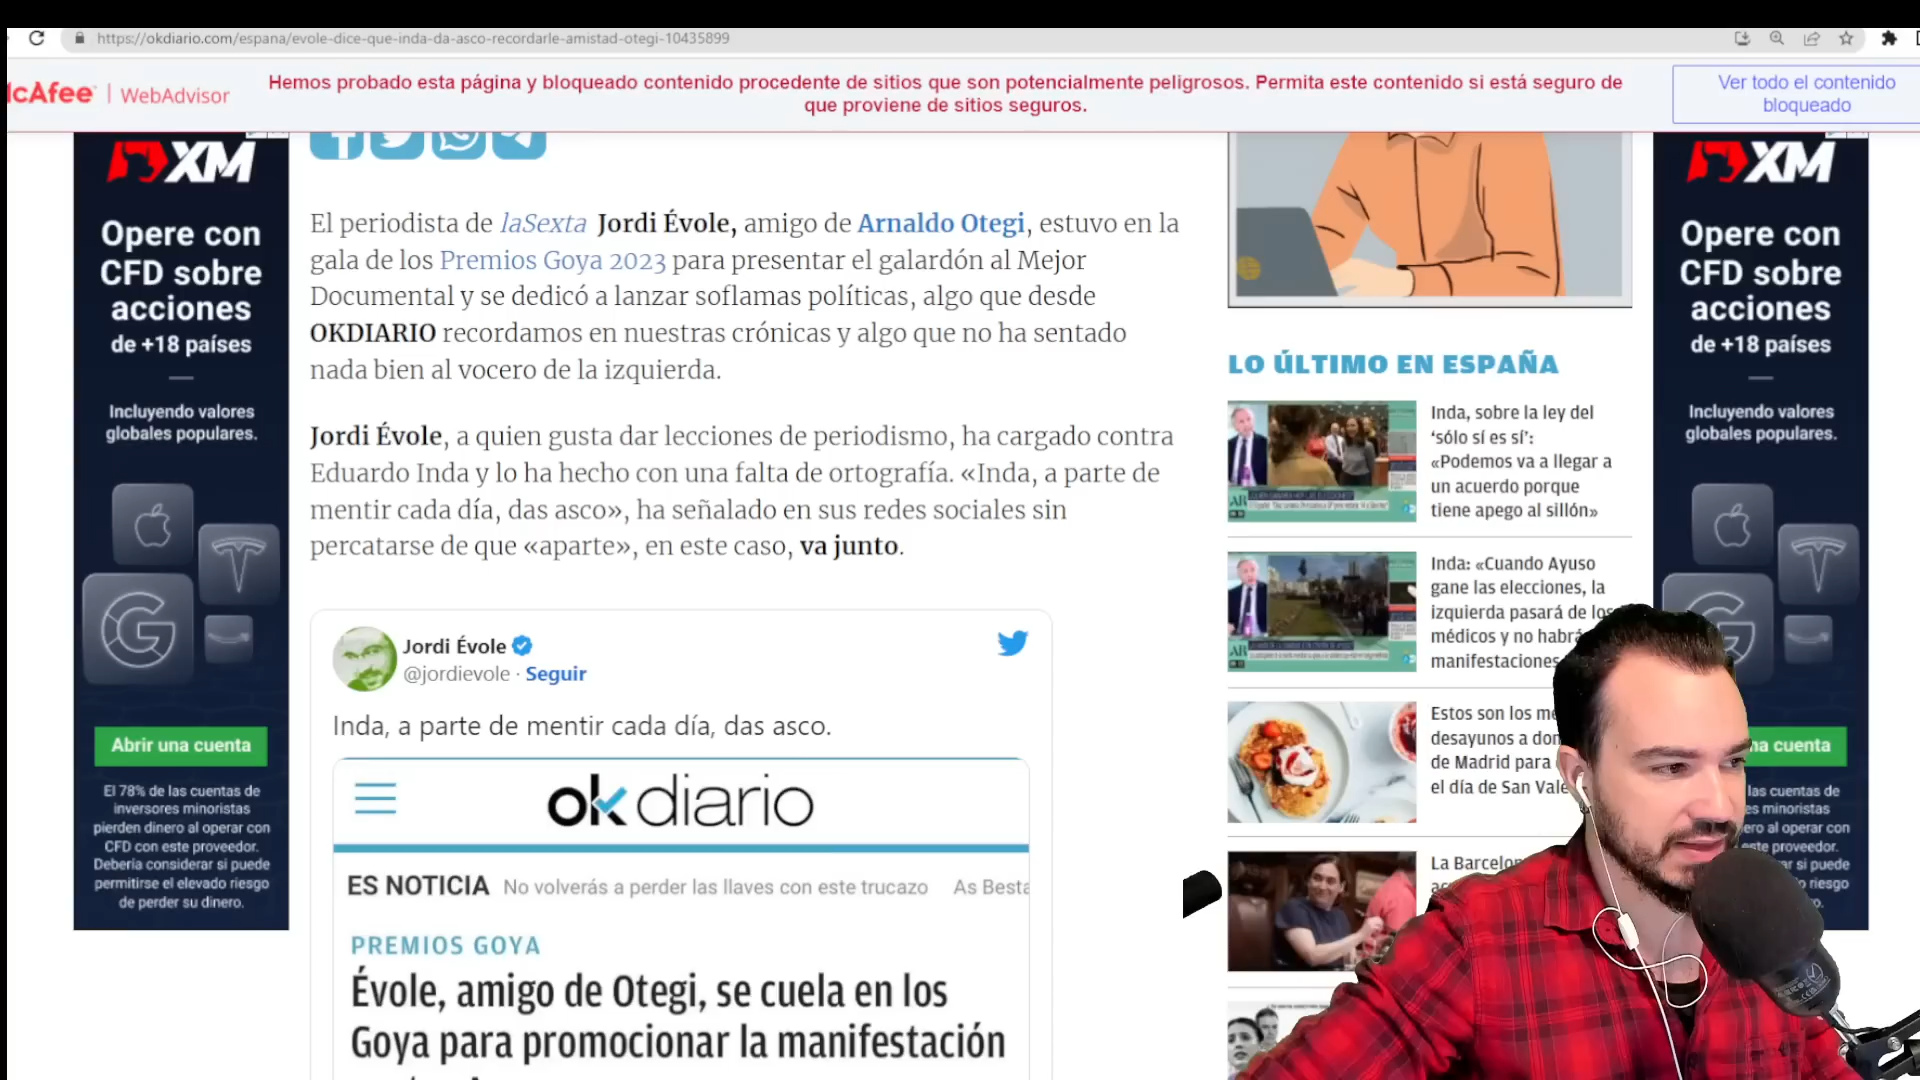 https://okdiario.com/espana/evole-dice-que-inda-da-asco-recordarle-amistad-otegi-10435899
cAfee | WebAdvisor
Hemos probado esta página y bloqueado contenido procedente de sitios que son potencialmente peligrosos. Permita este contenido si está seguro de
que proviene de sitios seguros.
Ver todo el contenido
bloqueado
XM
Opere con
CFD sobre
acciones
de +18 países
Incluyendo valores
globales populares.
Abrir una cuenta
El 78% de las cuentas de
inversores minoristas
pierden dinero al operar con
CFD con este proveedor.
Debería considerar si puede
permitirse el elevado riesgo
de perder su dinero.
El periodista de laSexta Jordi Évole, amigo de Arnaldo Otegi, estuvo en la
gala de los Premios Goya 2023 para presentar el galardón al Mejor
Documental y se dedicó a lanzar soflamas políticas, algo que desde
OKDIARIO recordamos en nuestras crónicas y algo que no ha sentado
nada bien al vocero de la izquierda.
Jordi Évole, a quien gusta dar lecciones de periodismo, ha cargado contra
Eduardo Inda y lo ha hecho con una falta de ortografía. «Inda, a parte de
mentir cada día, das asco», ha señalado en sus redes sociales sin
percatarse de que «aparte», en este caso, va junto.
Jordi Évole
@jordievole · Seguir
Inda, a parte de mentir cada día, das asco.
okdiario
ES NOTICIA No volverás a perder las llaves con este trucazo As Besta
PREMIOS GOYA
Évole, amigo de Otegi, se cuela en los
Goya para promocionar la manifestación
LO ÚLTIMO EN ESPAÑA
Inda, sobre la ley del
‘sólo sí es sí’:
«Podemos va a llegar a
un acuerdo porque
tiene apego al sillón»
Inda: «Cuando Ayuso
gane las elecciones, la
izquierda pasará de los
médicos y no habrá
manifestaciones
Estos son los me
desayunos a don
de Madrid para
el día de San Vale
La Barcelon
XM
Opere con
CFD sobre
acciones
de +18 países
Incluyendo valores
globales populares.
na cuenta
las cuentas de
es minoristas
ero al operar con
este proveedor.
ar si puede
riesgo